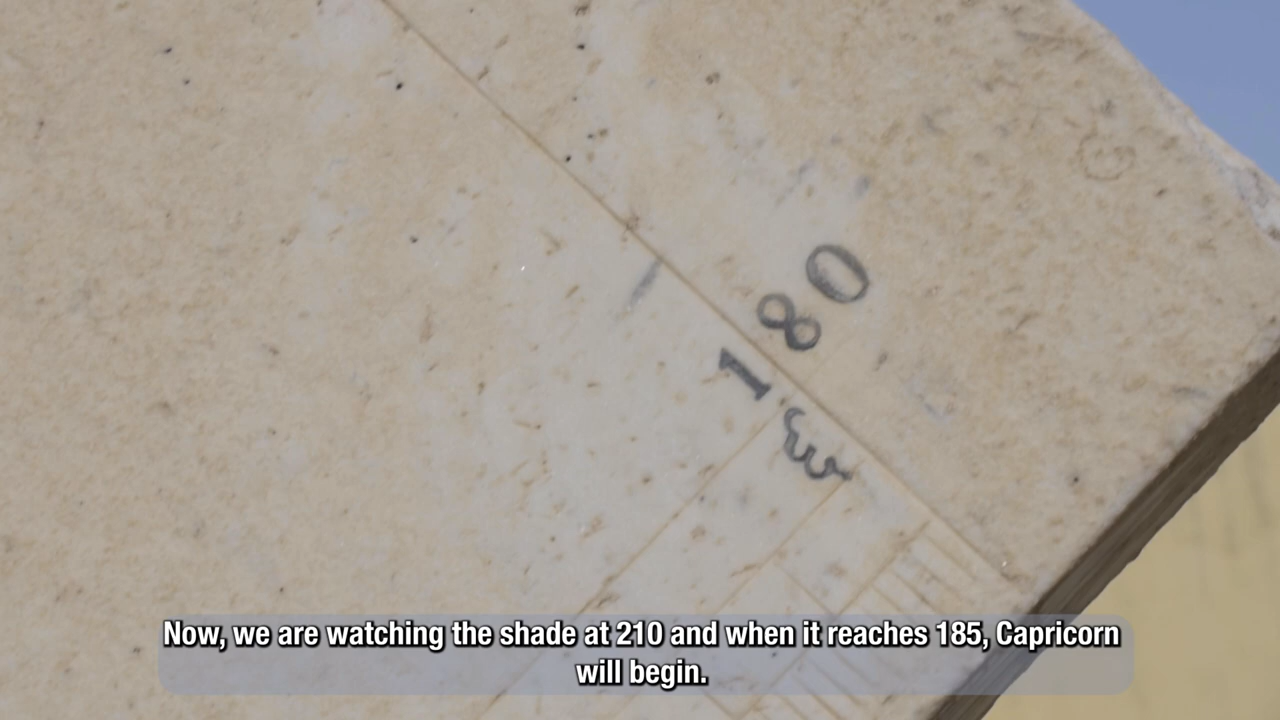 G
180
Now, we are watching the shade at 210 and when it reaches 185, Capricorn
will begin.